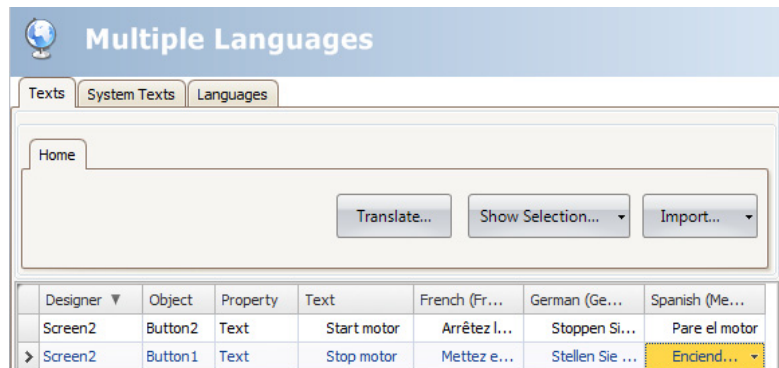 Multiple Languages
Texts System Texts Languages
Home
Translate... Show Selection... Import...
Designer Object Property Text French (Fr... German (Ge... Spanish (Me...
Screen2 Button2 Text Start motor Arrêtez l... Stoppen Si... Pare el motor
Screen2 Button1 Text Stop motor Mettez e... Stellen Sie ... Enciend...